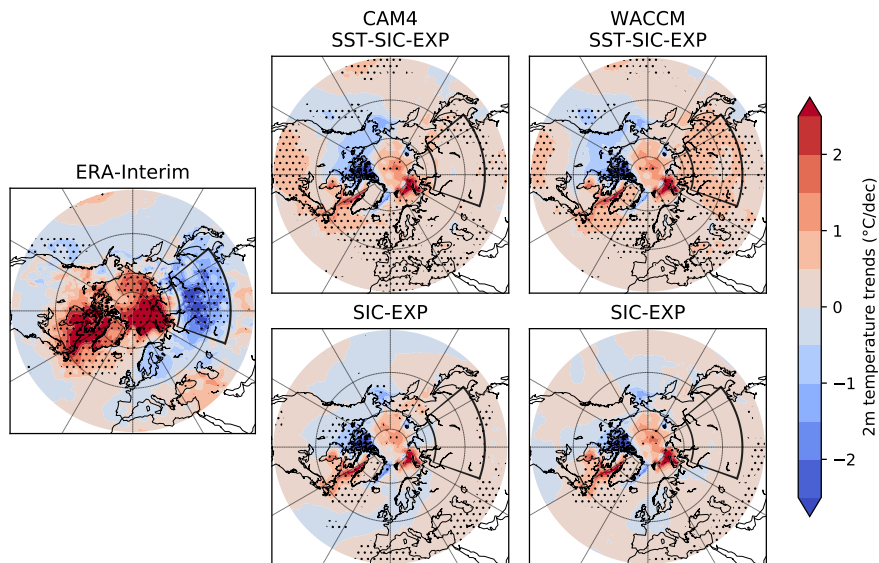 CAM4
SST-SIC-EXP
WACCM
SST-SIC-EXP
ERA-Interim
SIC-EXP
SIC-EXP
2
1
0
−1
−2
2m temperature trends (°C/dec)